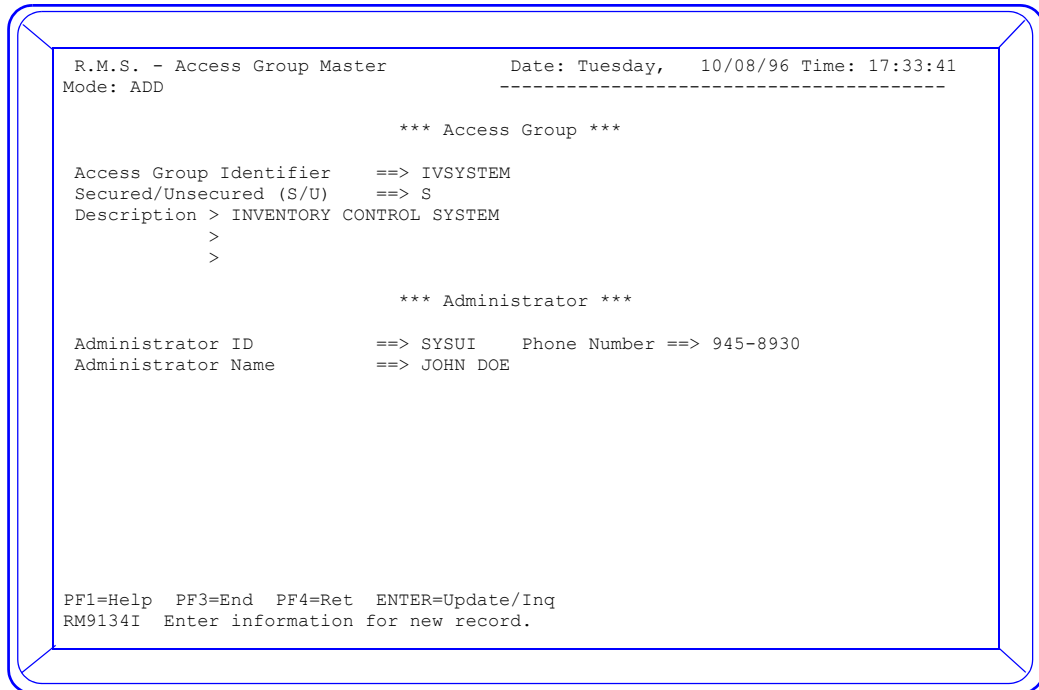 R.M.S. - Access Group Master Date: Tuesday, 10/08/96 Time: 17:33:41
Mode: ADD ----------------------------------------
*** Access Group ***
Access Group Identifier ==> IVSYSTEM
Secured/Unsecured (S/U) ==> S
Description > INVENTORY CONTROL SYSTEM
>
>
*** Administrator ***
Administrator ID ==> SYSUI Phone Number ==> 945-8930
Administrator Name ==> JOHN DOE
PF1=Help PF3=End PF4=Ret ENTER=Update/Inq
RM9134I Enter information for new record.